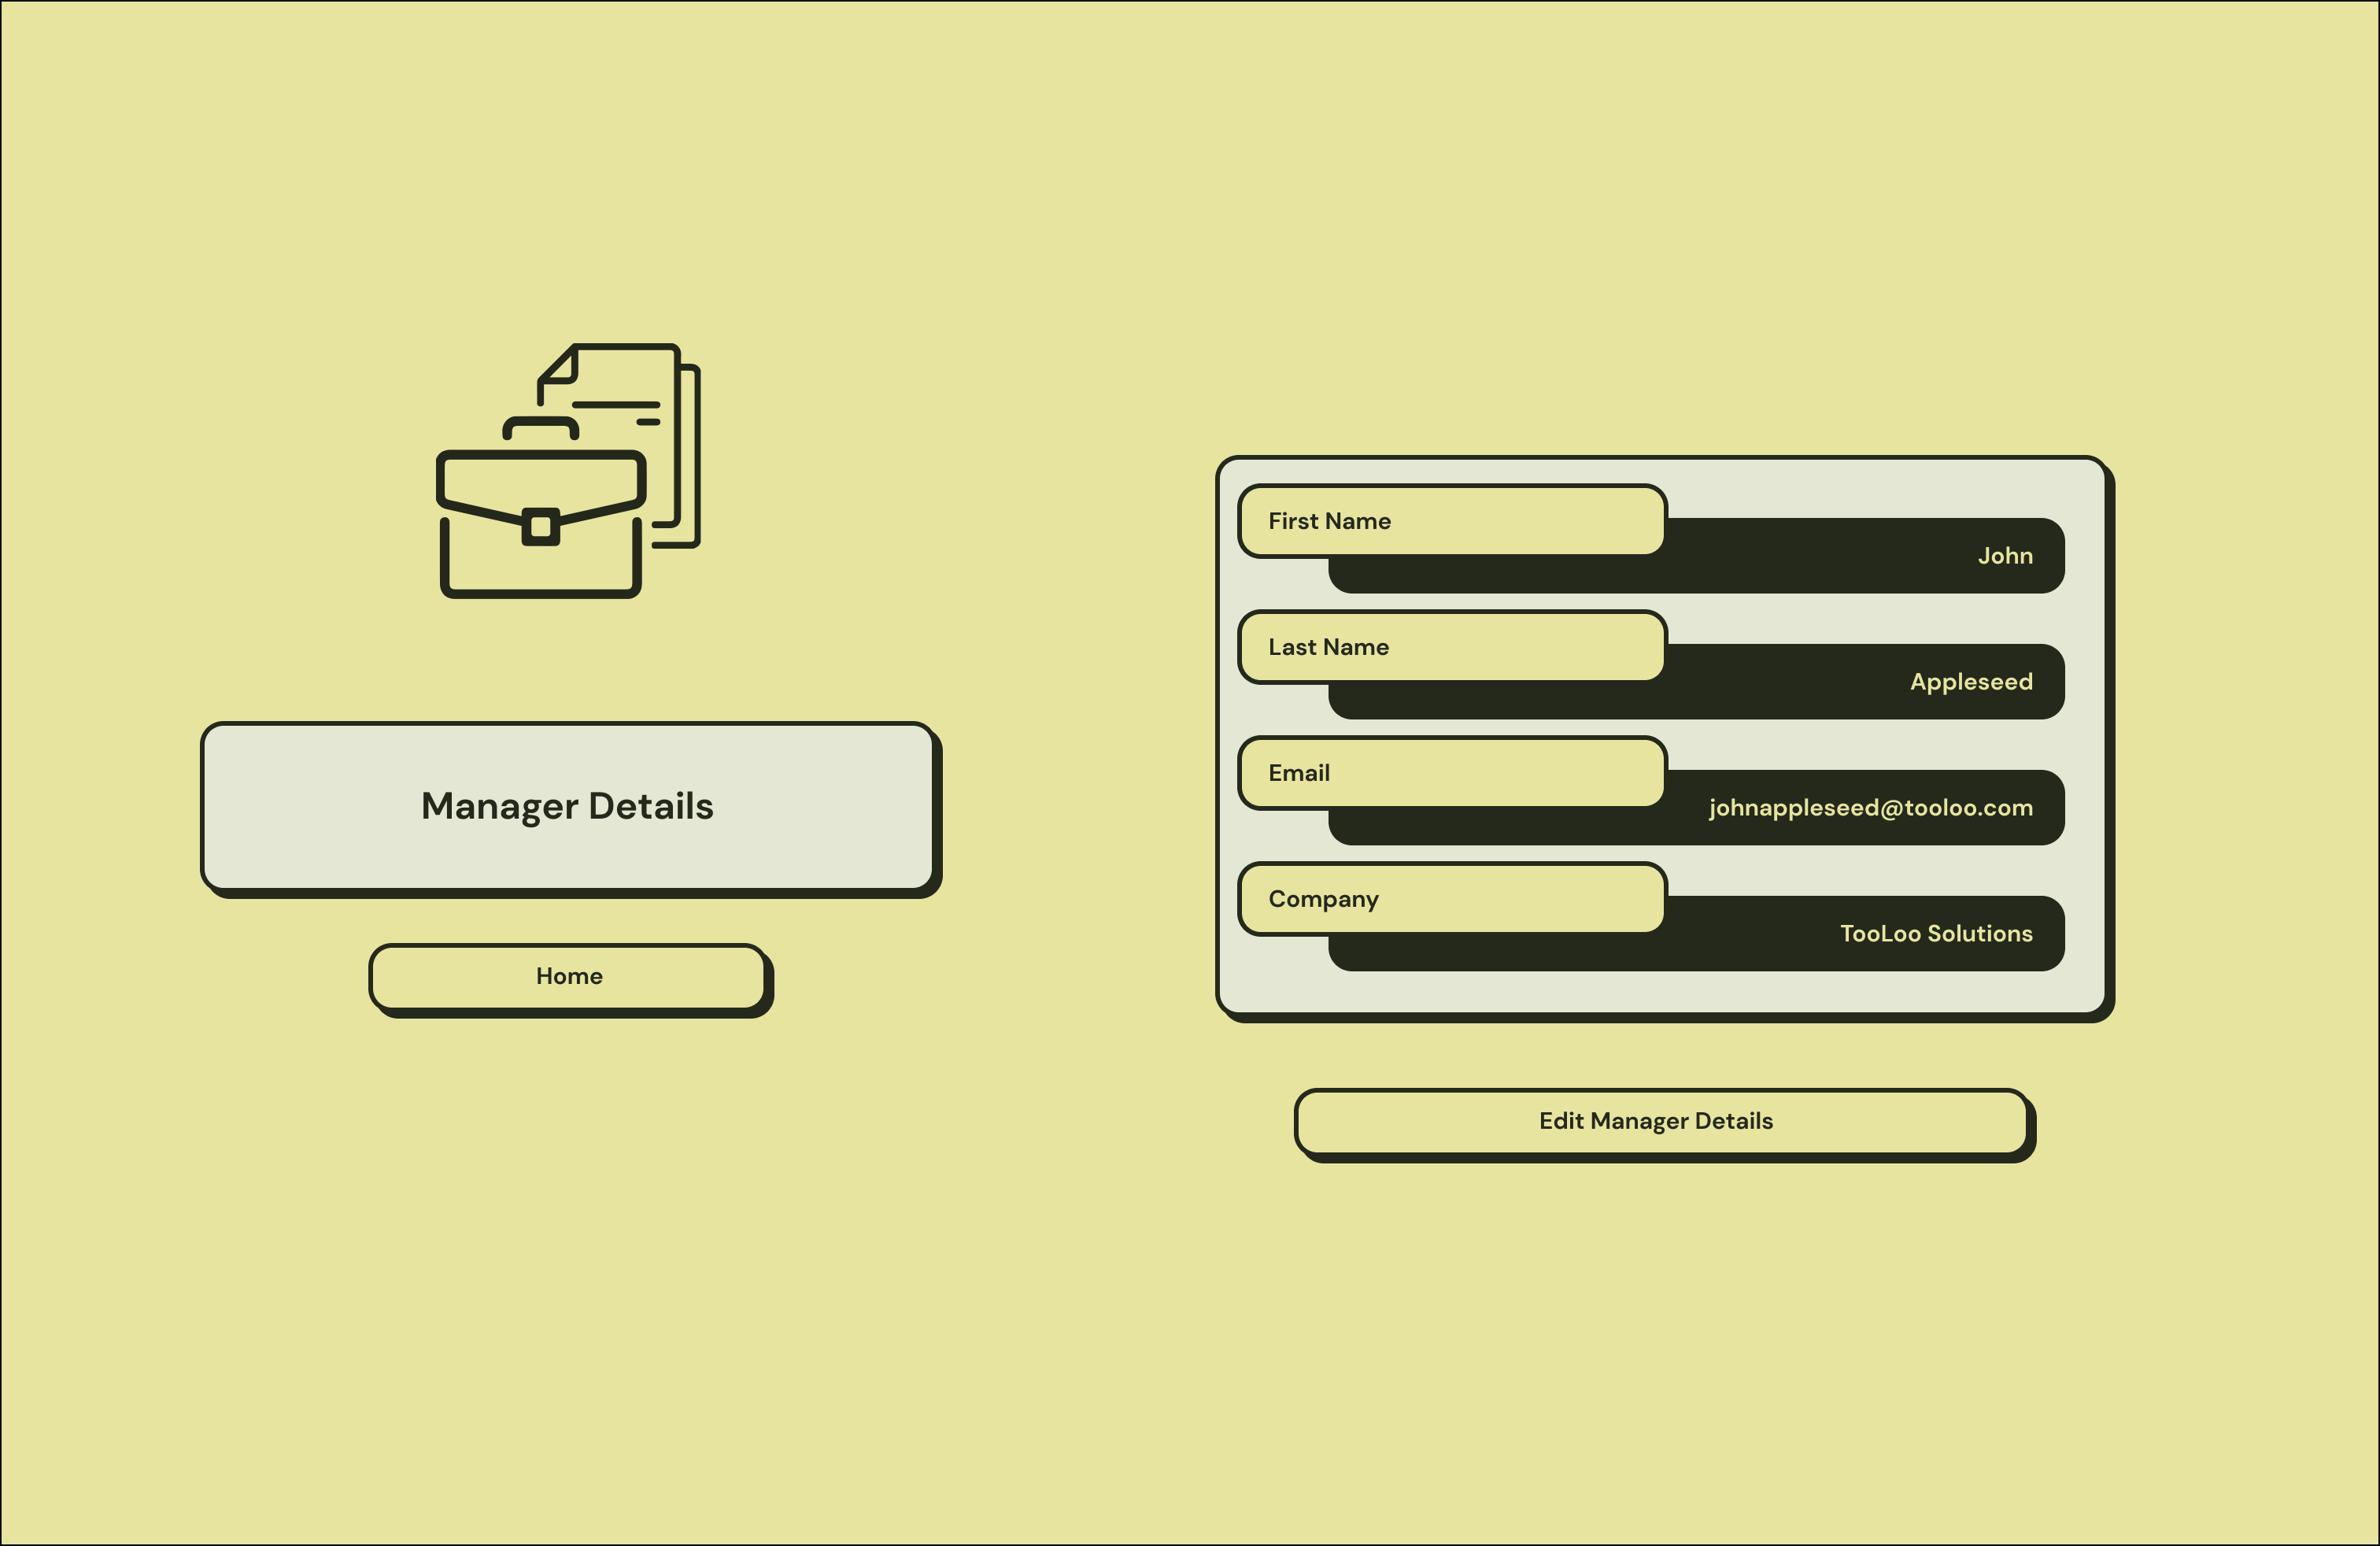 Manager Details
Home
First Name
John
Last Name
Appleseed
Email
johnappleseed@tooloo.com
Company
TooLoo Solutions
Edit Manager Details